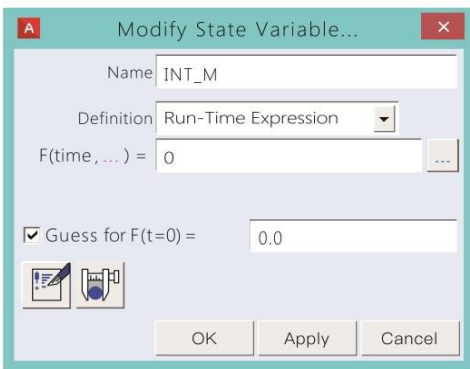 A Modify State Variable... ×
Name INT_M
Definition Run-Time Expression
F(time, ... ) = 0 ...
Guess for F(t=0) = 0.0
OK Apply Cancel